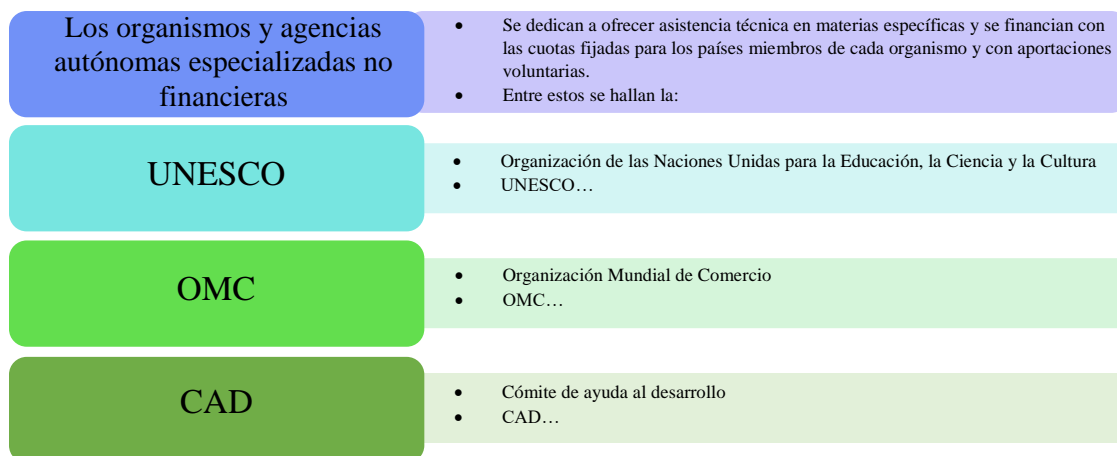 Los organismos y agencias
autónomas especializadas no
financieras
• Se dedican a ofrecer asistencia técnica en materias específicas y se financian con
las cuotas fijadas para los países miembros de cada organismo y con aportaciones
voluntarias.
• Entre estos se hallan la:
UNESCO
• Organización de las Naciones Unidas para la Educación, la Ciencia y la Cultura
• UNESCO…
OMC
• Organización Mundial de Comercio
• OMC…
CAD
• Cómite de ayuda al desarrollo
• CAD…